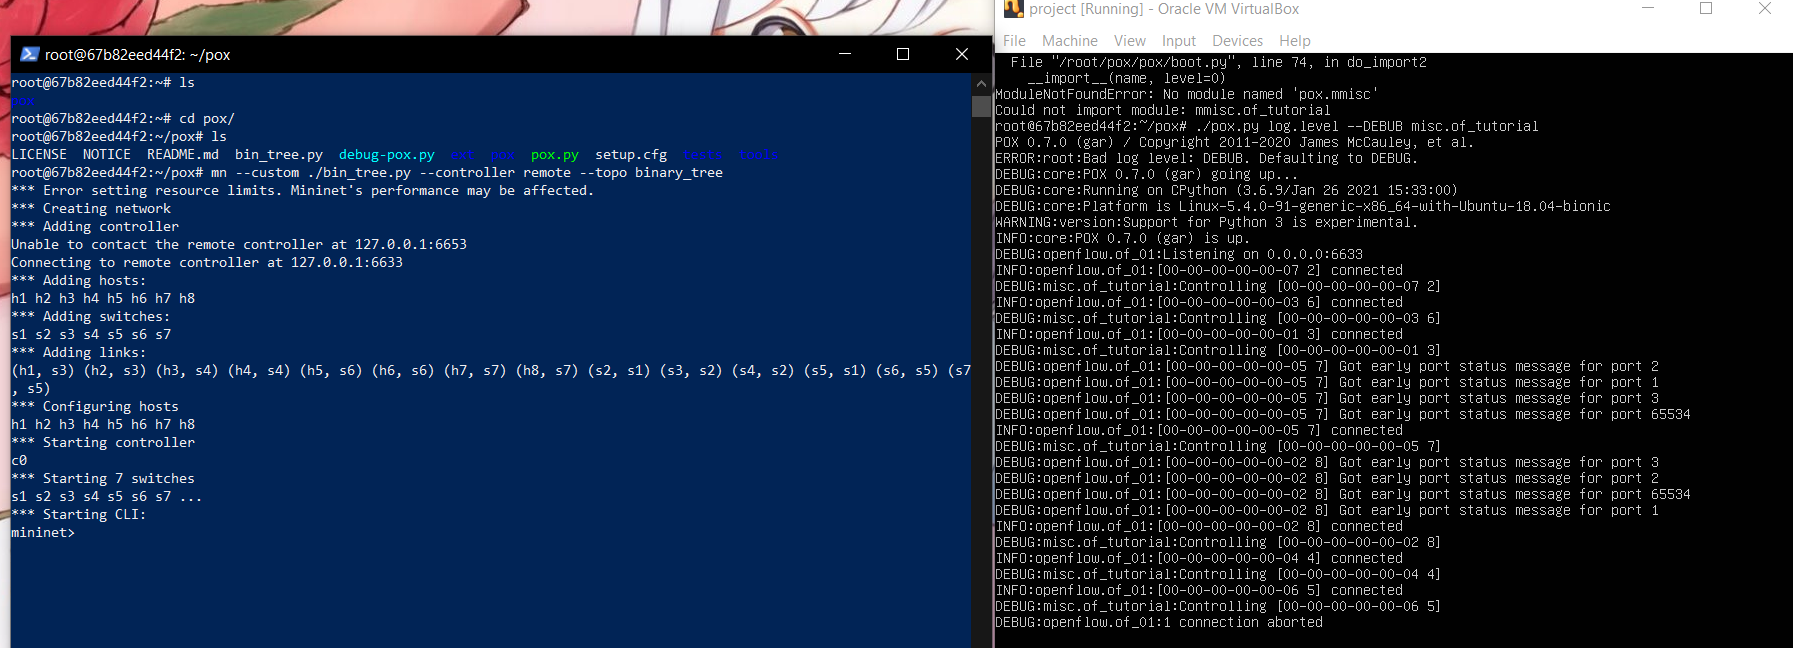 root@67b82eed44f2: ~/pox
root@67b82eed44f2:~# ls
pox
root@67b82eed44f2:~# cd pox/
root@67b82eed44f2:~/pox# ls
LICENSE  NOTICE  README.md  bin_tree.py  debug-pox.py  ext  pox  pox.py  setup.cfg  tests  tools
root@67b82eed44f2:~/pox# mn --custom ./bin_tree.py --controller remote --topo binary_tree
*** Error setting resource limits. Mininet's performance may be affected.
*** Creating network
*** Adding controller
Unable to contact the remote controller at 127.0.0.1:6653
Connecting to remote controller at 127.0.0.1:6633
*** Adding hosts:
h1 h2 h3 h4 h5 h6 h7 h8
*** Adding switches:
s1 s2 s3 s4 s5 s6 s7
*** Adding links:
(h1, s3) (h2, s3) (h3, s4) (h4, s4) (h5, s6) (h6, s6) (h7, s7) (h8, s7) (s2, s1) (s3, s2) (s4, s2) (s5, s1) (s6, s5) (s7
, s5)
*** Configuring hosts
h1 h2 h3 h4 h5 h6 h7 h8
*** Starting controller
c0
*** Starting 7 switches
s1 s2 s3 s4 s5 s6 s7 ...
*** Starting CLI:
mininet>
project [Running] - Oracle VM VirtualBox
File Machine View Input Devices Help
File "/root/pox/pox/boot.py", line 74, in do_import2
__import__(name, level=0)
ModuleNotFoundError: No module named 'pox.mmisc'
Could not import module: mmisc.of_tutorial
root@67b82eed44f2:~/pox# ./pox.py log.level --DEBUB misc.of_tutorial
POX 0.7.0 (gar) / Copyright 2011-2020 James McCauley, et al.
ERROR:root:Bad log level: DEBUB. Defaulting to DEBUG.
DEBUG:core:POX 0.7.0 (gar) going up...
DEBUG:core:Running on CPython (3.6.9/Jan 26 2021 15:33:00)
DEBUG:core:Platform is Linux-5.4.0-91-generic-x86_64-with-Ubuntu-18.04-bionic
WARNING:version:Support for Python 3 is experimental.
INFO:core:POX 0.7.0 (gar) is up.
DEBUG:openflow.of_01:Listening on 0.0.0.0:6633
INFO:openflow.of_01:[00-00-00-00-00-07 2] connected
DEBUG:misc.of_tutorial:Controlling [00-00-00-00-00-07 2]
INFO:openflow.of_01:[00-00-00-00-00-03 6] connected
DEBUG:misc.of_tutorial:Controlling [00-00-00-00-00-03 6]
INFO:openflow.of_01:[00-00-00-00-00-01 3] connected
DEBUG:misc.of_tutorial:Controlling [00-00-00-00-00-01 3]
DEBUG:openflow.of_01:[00-00-00-00-00-05 7] Got early port status message for port 2
DEBUG:openflow.of_01:[00-00-00-00-00-05 7] Got early port status message for port 1
DEBUG:openflow.of_01:[00-00-00-00-00-05 7] Got early port status message for port 3
DEBUG:openflow.of_01:[00-00-00-00-00-05 7] Got early port status message for port 65534
INFO:openflow.of_01:[00-00-00-00-00-05 7] connected
DEBUG:misc.of_tutorial:Controlling [00-00-00-00-00-05 7]
DEBUG:openflow.of_01:[00-00-00-00-00-02 8] Got early port status message for port 3
DEBUG:openflow.of_01:[00-00-00-00-00-02 8] Got early port status message for port 2
DEBUG:openflow.of_01:[00-00-00-00-00-02 8] Got early port status message for port 65534
DEBUG:openflow.of_01:[00-00-00-00-00-02 8] Got early port status message for port 1
INFO:openflow.of_01:[00-00-00-00-00-02 8] connected
DEBUG:misc.of_tutorial:Controlling [00-00-00-00-00-02 8]
INFO:openflow.of_01:[00-00-00-00-00-04 4] connected
DEBUG:misc.of_tutorial:Controlling [00-00-00-00-00-04 4]
INFO:openflow.of_01:[00-00-00-00-00-06 5] connected
DEBUG:misc.of_tutorial:Controlling [00-00-00-00-00-06 5]
DEBUG:openflow.of_01:1 connection aborted